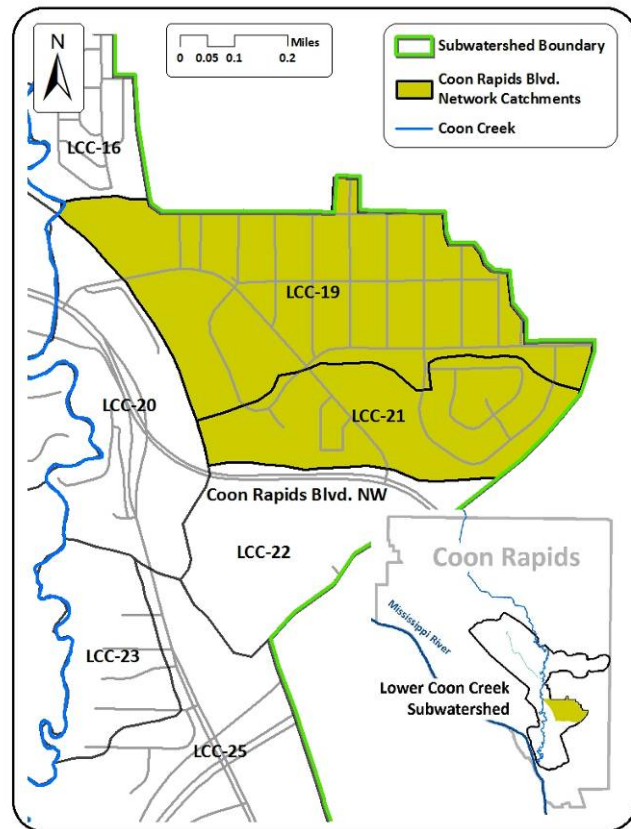 N
Miles
0 0.05 0.1 0.2
Subwatershed Boundary
Coon Rapids Blvd.
Network Catchments
Coon Creek
LCC-16
LCC-19
LCC-20
LCC-21
Coon Rapids Blvd. NW
LCC-22
Coon Rapids
Mississippi River
LCC-23
Lower Coon Creek
Subwatershed
LCC-25